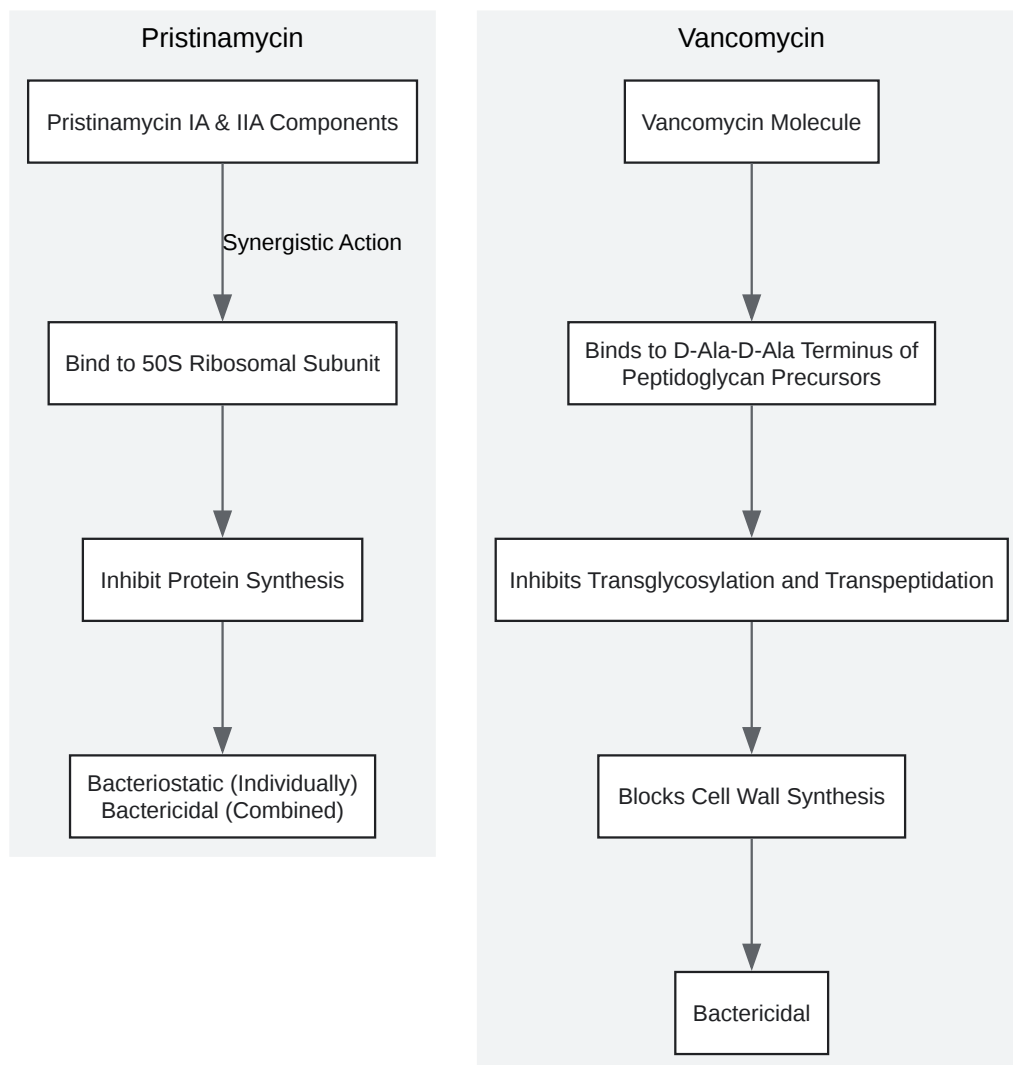 Pristinamycin
Pristinamycin IA & IIA Components
Synergistic Action
Bind to 50S Ribosomal Subunit
Inhibit Protein Synthesis
Bacteriostatic (Individually)
Bactericidal (Combined)
Vancomycin
Vancomycin Molecule
Binds to D-Ala-D-Ala Terminus of
Peptidoglycan Precursors
Inhibits Transglycosylation and Transpeptidation
Blocks Cell Wall Synthesis
Bactericidal